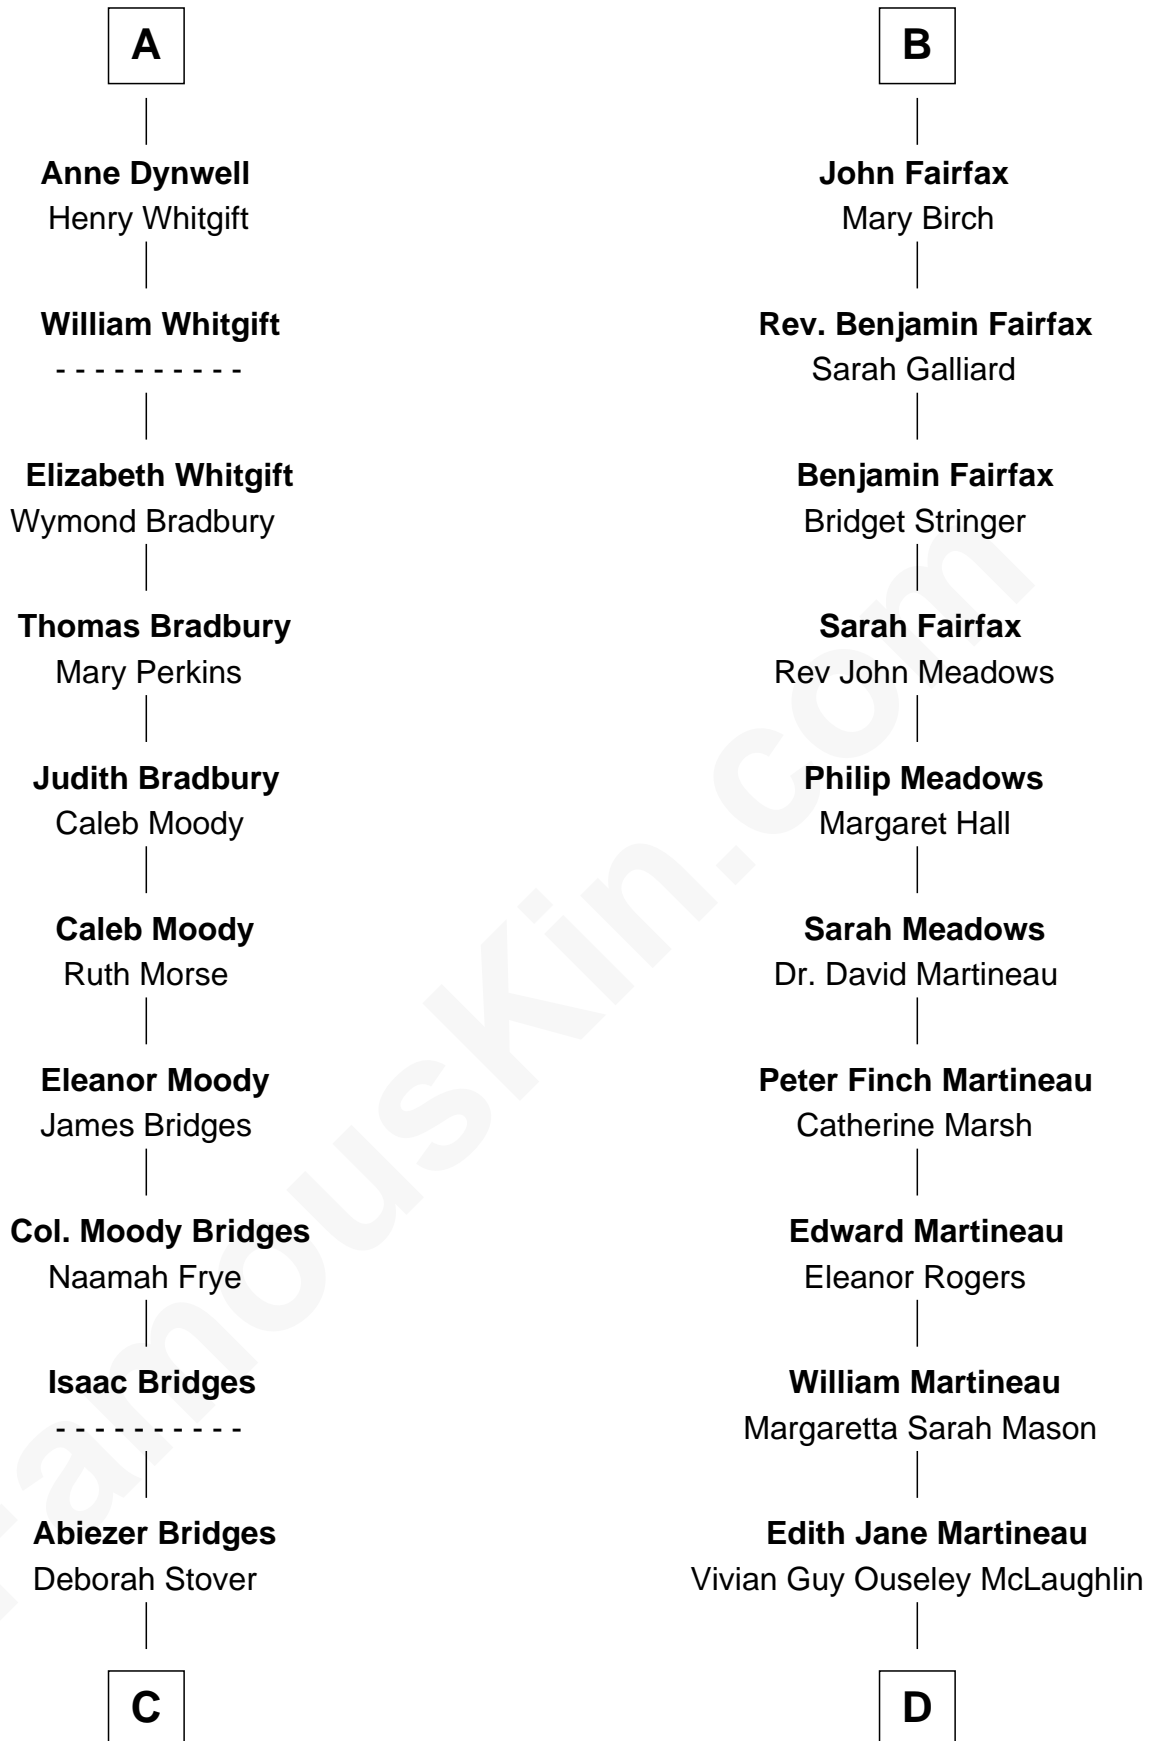 A
Anne Dynwell
Henry Whitgift
William Whitgift
- - - - - - - - - -
Elizabeth Whitgift
Wymond Bradbury
Thomas Bradbury
Mary Perkins
Judith Bradbury
Caleb Moody
Caleb Moody
Ruth Morse
Eleanor Moody
James Bridges
Col. Moody Bridges
Naamah Frye
Isaac Bridges
- - - - - - - - - -
Abiezer Bridges
Deborah Stover
C
B
John Fairfax
Mary Birch
Rev. Benjamin Fairfax
Sarah Galliard
Benjamin Fairfax
Bridget Stringer
Sarah Fairfax
Rev John Meadows
Philip Meadows
Margaret Hall
Sarah Meadows
Dr. David Martineau
Peter Finch Martineau
Catherine Marsh
Edward Martineau
Eleanor Rogers
William Martineau
Margaretta Sarah Mason
Edith Jane Martineau
Vivian Guy Ouseley McLaughlin
D
FamousKin.com